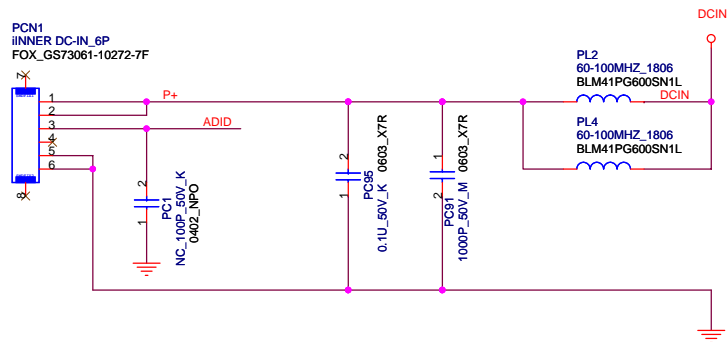 PCN1
iINNER DC-IN_6P
FOX_GS73061-10272-7F
7
1
2
3
4
5
6
8
P+
ADID
2
1
PC1
NC_100P_50V_K
0402_NPO
2
1
PC95
0.1U_50V_K
0603_X7R
1
2
PC91
1000P_50V_M
0603_X7R
PL2
60-100MHZ_1806
BLM41PG600SN1L
DCIN
PL4
60-100MHZ_1806
BLM41PG600SN1L
DCIN